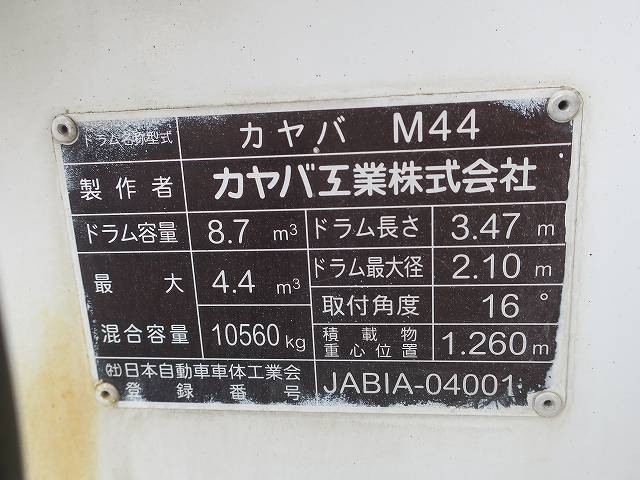 ドラム名称型式 カヤバ M44
製作者 カヤバ工業株式会社
ドラム容量 8.7 m³ ドラム長さ 3.47 m
最大混合容量 4.4 m³ ドラム最大径 2.10 m
取付角度 16°
10560 kg 積載物重心位置 1.260 m
㈳日本自動車車体工業会
登録番号 JABIA-04001